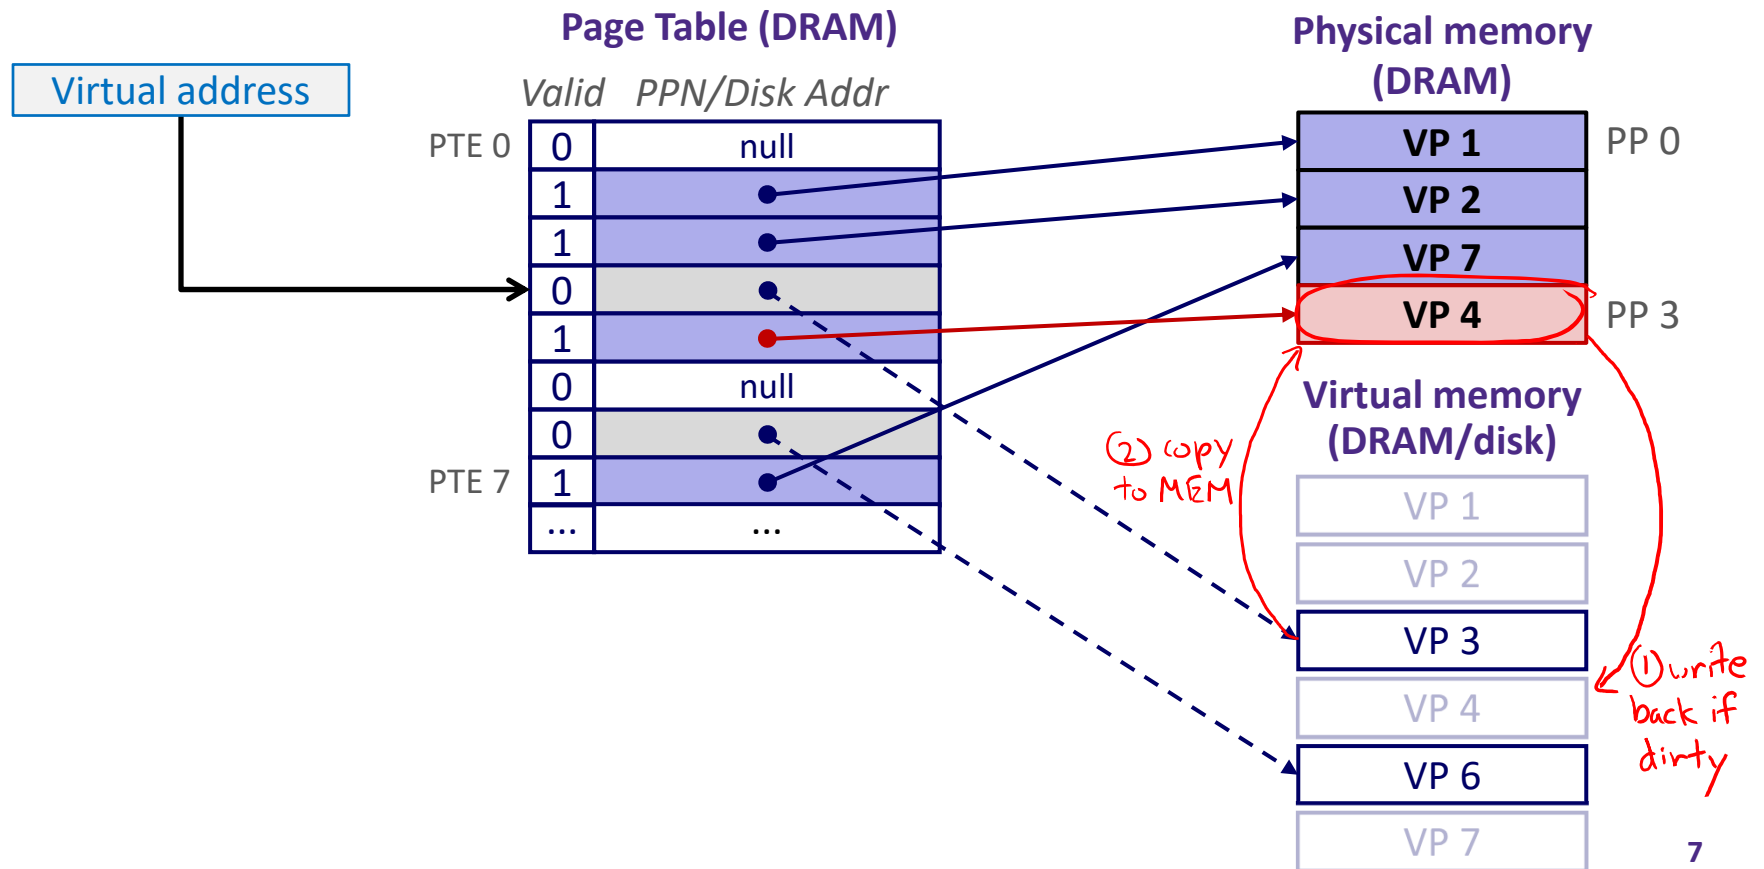 Page Table (DRAM)
Physical memory
(DRAM)
Virtual address
Valid PPN/Disk Addr
PTE 0 0 null
1
1
0
1
0 null
0
PTE 7 1
... ...
VP 1 PP 0
VP 2
VP 7
VP 4 PP 3
Virtual memory
(DRAM/disk)
② copy
to MEM
VP 1
VP 2
VP 3
VP 4
VP 6
VP 7
① write
back if
dirty
7